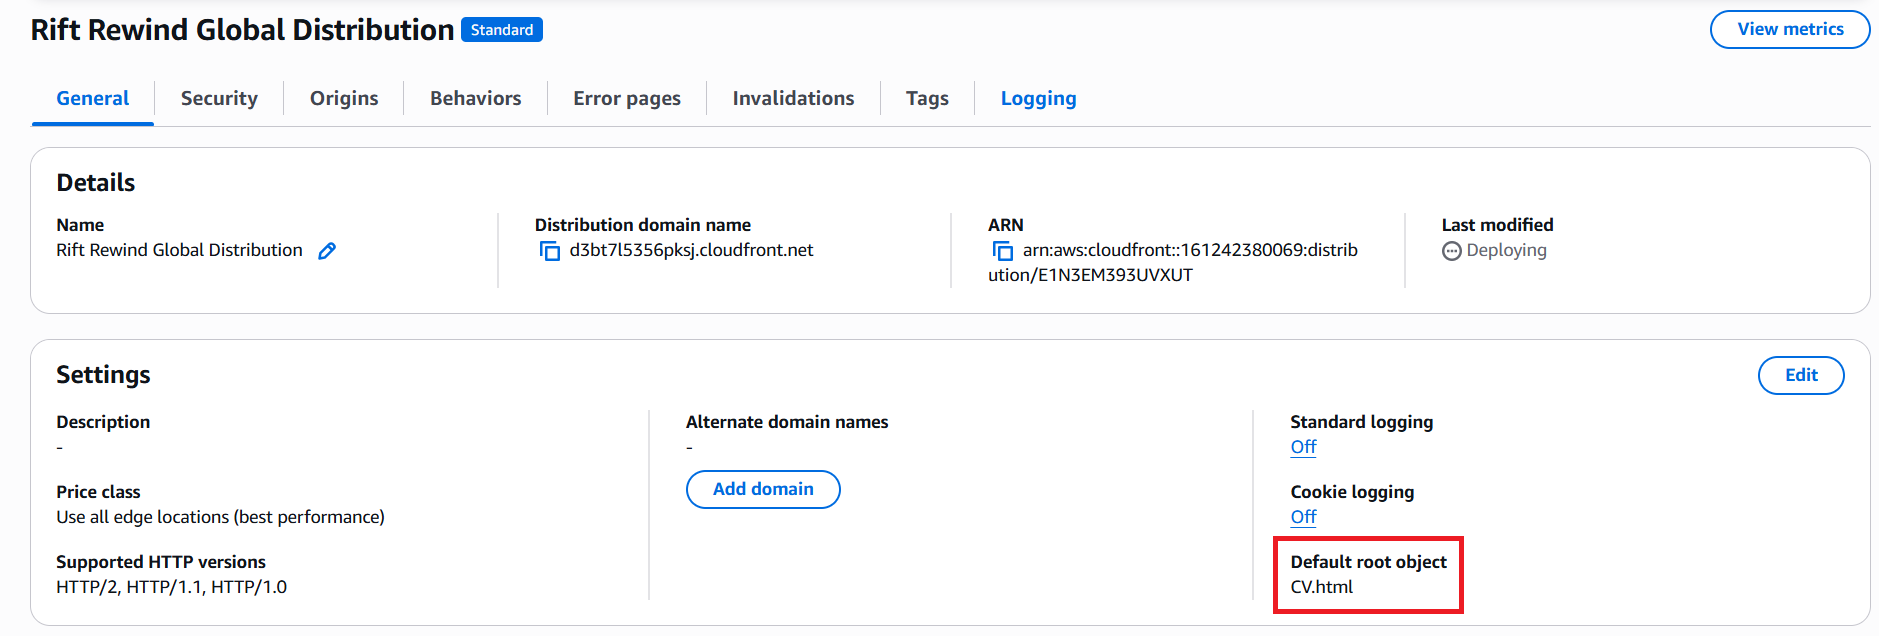 Rift Rewind Global Distribution Standard
View metrics
General Security Origins Behaviors Error pages Invalidations Tags Logging
Details
Name
Rift Rewind Global Distribution
Distribution domain name
d3bt7l5356pksj.cloudfront.net
ARN
arn:aws:cloudfront::161242380069:distrib
ution/E1N3EM393UVXUT
Last modified
Deploying
Settings
Edit
Description
-
Price class
Use all edge locations (best performance)
Supported HTTP versions
HTTP/2, HTTP/1.1, HTTP/1.0
Alternate domain names
-
Add domain
Standard logging
Off
Cookie logging
Off
Default root object
CV.html